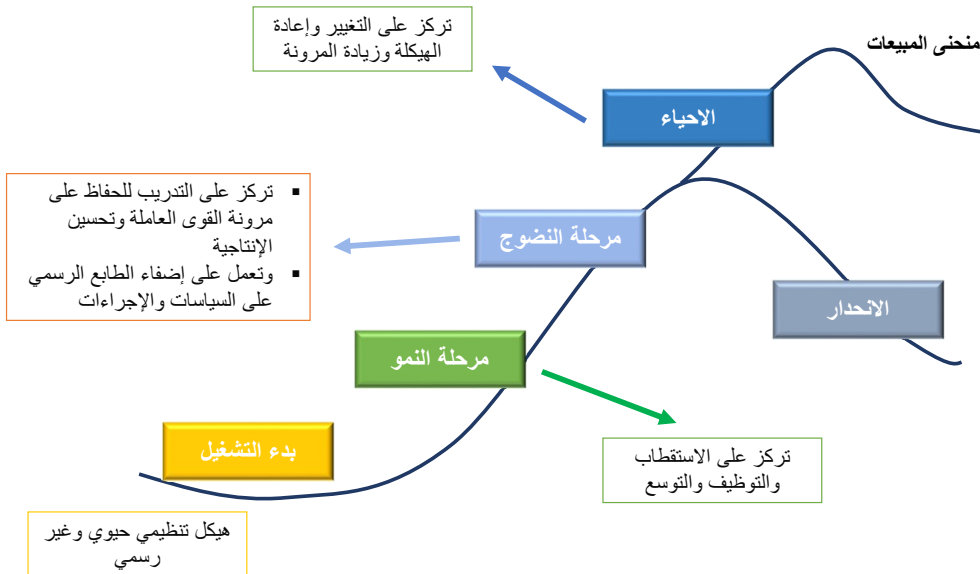 منحنى المبيعات
تركز على التغيير وإعادة
الهيكلة وزيادة المرونة
الاحياء
▪ تركز على التدريب للحفاظ على
مرونة القوى العاملة وتحسين
الإنتاجية
▪ وتعمل على إضفاء الطابع الرسمي
على السياسات والإجراءات
مرحلة النضوج
الانحدار
مرحلة النمو
تركز على الاستقطاب
والتوظيف والتوسع
بدء التشغيل
هيكل تنظيمي حيوي وغير
رسمي